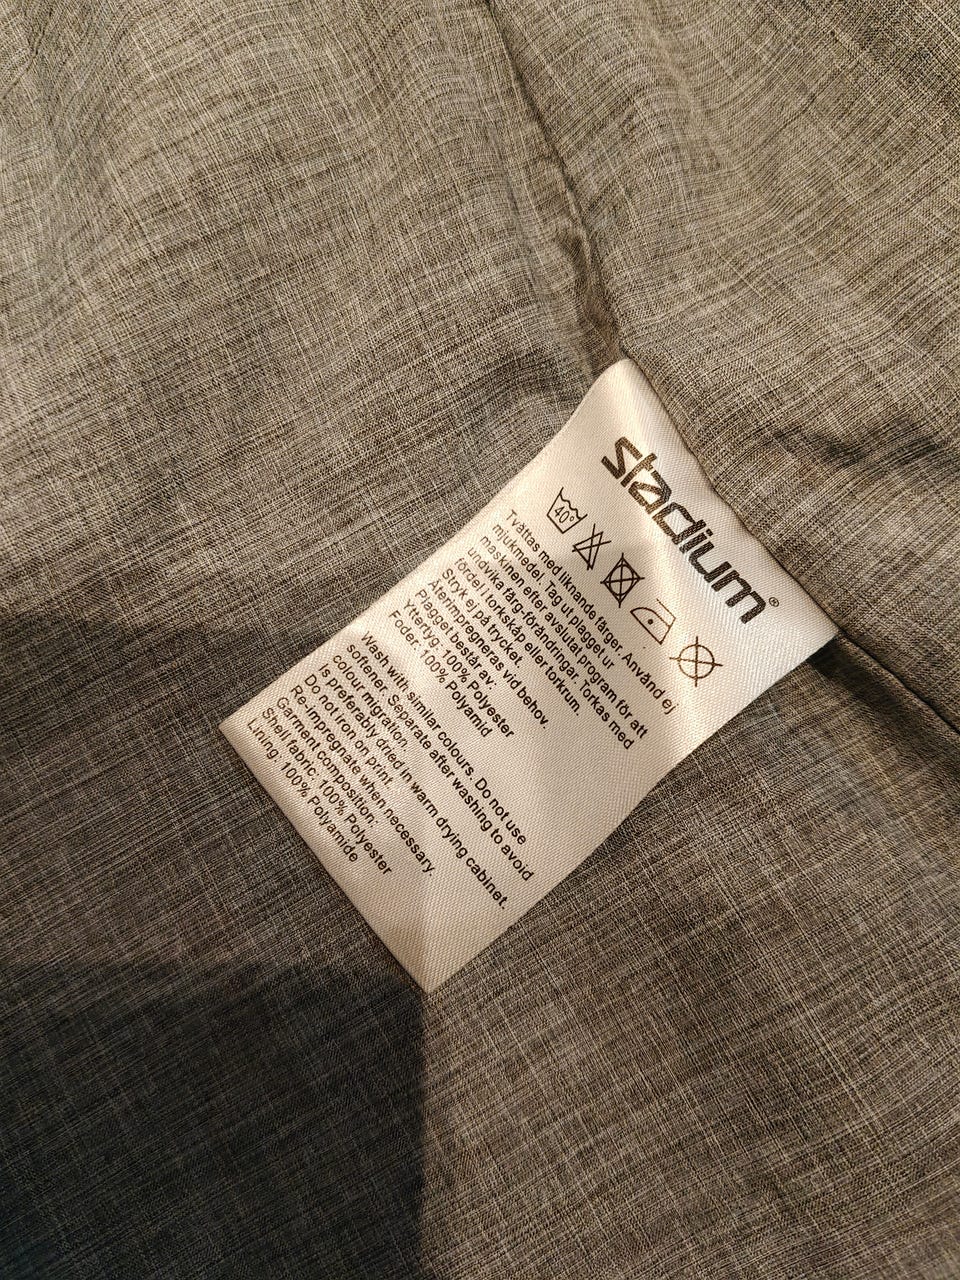 stadium®
40°
Tvättas med liknande färger. Använd ej
mjukmedel. Tag ut plagget ur
maskinen efter avslutat program för att
undvika färg-förändringar. Torkas med
fördel i torkskåp eller torkrum.
Stryk ej på trycket.
Återimpregneras vid behov.
Plagget består av:
Yttertyg: 100% Polyester
Foder: 100% Polyamid
Wash with similar colours. Do not use
softener. Separate after washing to avoid
colour migration.
Is preferably dried in warm drying cabinet.
Do not iron on print
Re-impregnate when necessary.
Garment Composition:
Shell fabric: 100% Polyester
Lining: 100% Polyamide